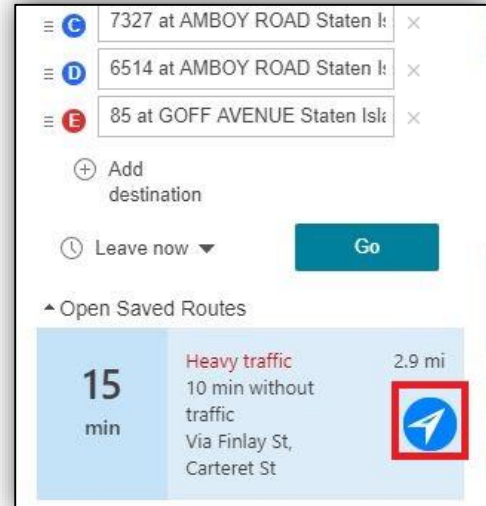 C 7327 at AMBOY ROAD Staten Is
D 6514 at AMBOY ROAD Staten Is
E 85 at GOFF AVENUE Staten Isla
Add
destination
Leave now
Go
Open Saved Routes
15
min
Heavy traffic
10 min without
traffic
Via Finlay St,
Carteret St
2.9 mi